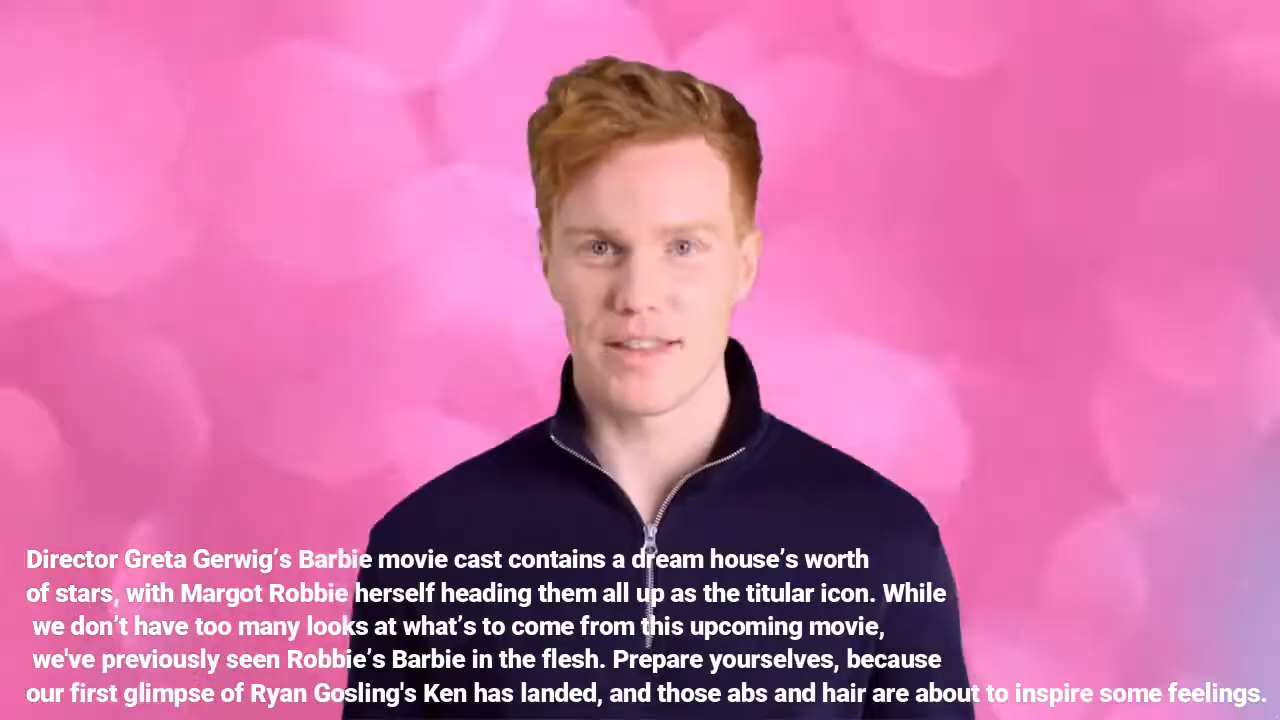 Director Greta Gerwig’s Barbie movie cast contains a dream house’s worth
of stars, with Margot Robbie herself heading them all up as the titular icon. While
we don’t have too many looks at what’s to come from this upcoming movie,
we've previously seen Robbie’s Barbie in the flesh. Prepare yourselves, because
our first glimpse of Ryan Gosling's Ken has landed, and those abs and hair are about to inspire some feelings.